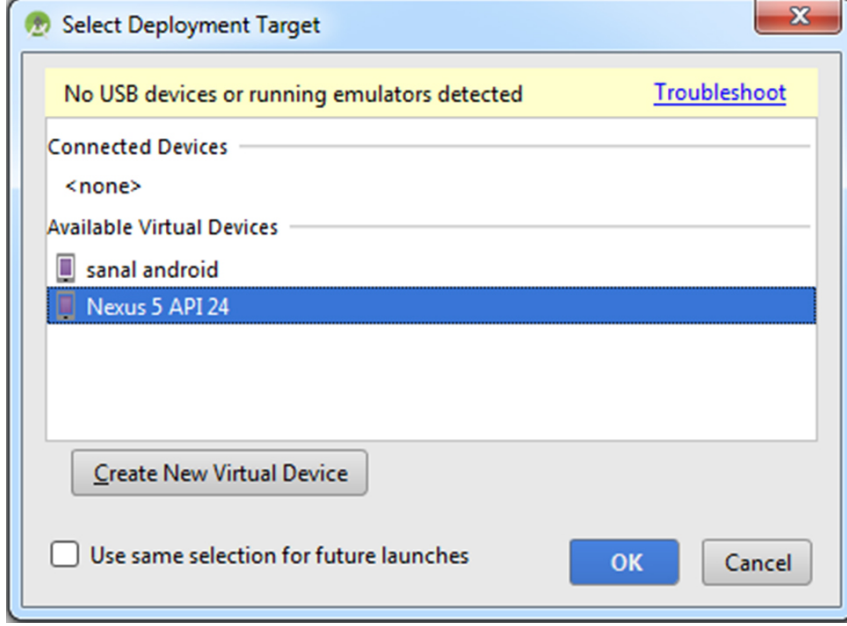 Select Deployment Target
No USB devices or running emulators detected Troubleshoot
Connected Devices
<none>
Available Virtual Devices
sanal android
Nexus 5 API 24
Create New Virtual Device
Use same selection for future launches
OK Cancel